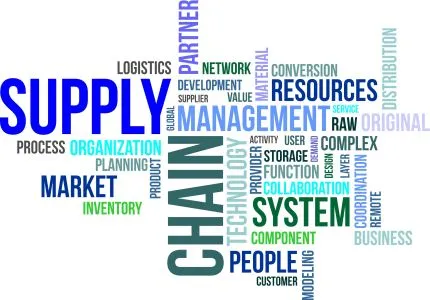 PARTNER
DISTRIBUTION
LOGISTICS
NETWORK
MATERIAL
CONVERSION
SUPPLY
DEVELOPMENT
RESOURCES
SUPPLIER
VALUE
GLOBAL
MANAGEMENT
SERVICE
RAW
ORIGINAL
PROCESS
ORGANIZATION
CHAIN
TECHNOLOGY
ACTIVITY
USER
DEMAND
COMPLEX
PLANNING
PRODUCT
PROVIDER
STORAGE
DESIGN
LAYER
COORDINATION
FUNCTION
MARKET
COLLABORATION
REMOTE
INVENTORY
SYSTEM
COMPONENT
BUSINESS
PEOPLE
MODELING
CUSTOMER